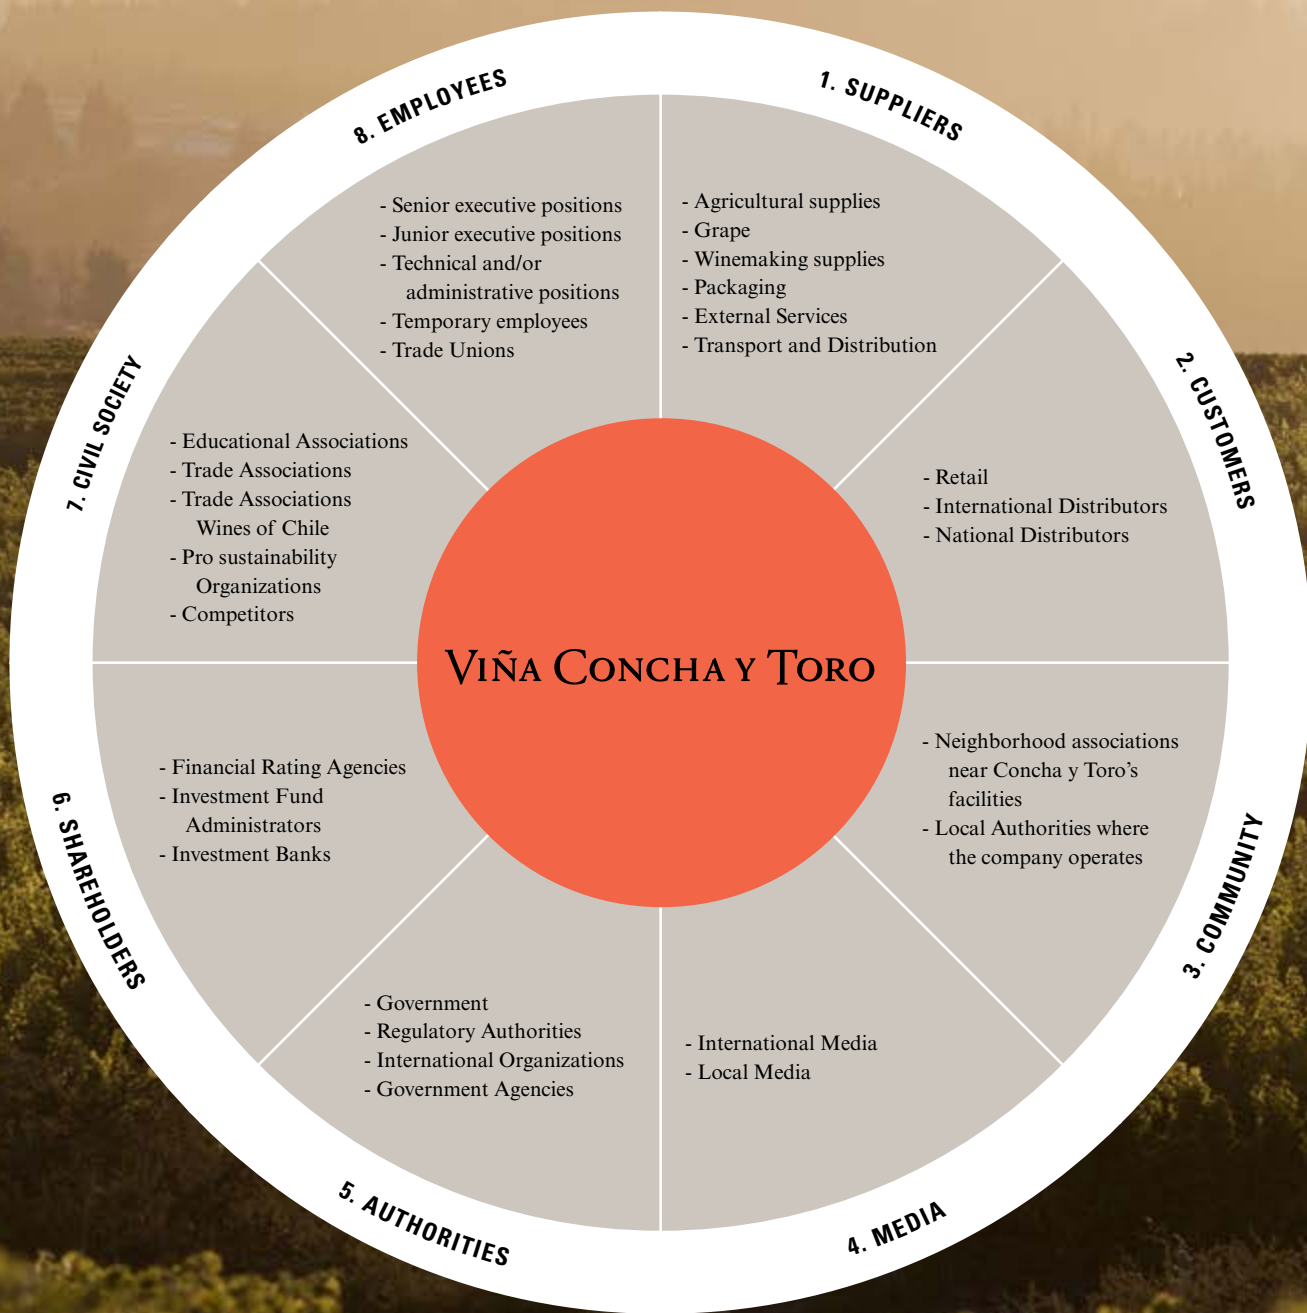 1. SUPPLIERS
- Agricultural supplies
- Grape
- Winemaking supplies
- Packaging
- External Services
- Transport and Distribution
2. CUSTOMERS
- Retail
- International Distributors
- National Distributors
3. COMMUNITY
- Neighborhood associations
near Concha y Toro’s
facilities
- Local Authorities where
the company operates
4. MEDIA
- International Media
- Local Media
5. AUTHORITIES
- Government
- Regulatory Authorities
- International Organizations
- Government Agencies
6. SHAREHOLDERS
- Financial Rating Agencies
- Investment Fund
Administrators
- Investment Banks
7. CIVIL SOCIETY
- Educational Associations
- Trade Associations
- Trade Associations
Wines of Chile
- Pro sustainability
Organizations
- Competitors
8. EMPLOYEES
- Senior executive positions
- Junior executive positions
- Technical and/or
administrative positions
- Temporary employees
- Trade Unions
VIÑA CONCHA Y TORO